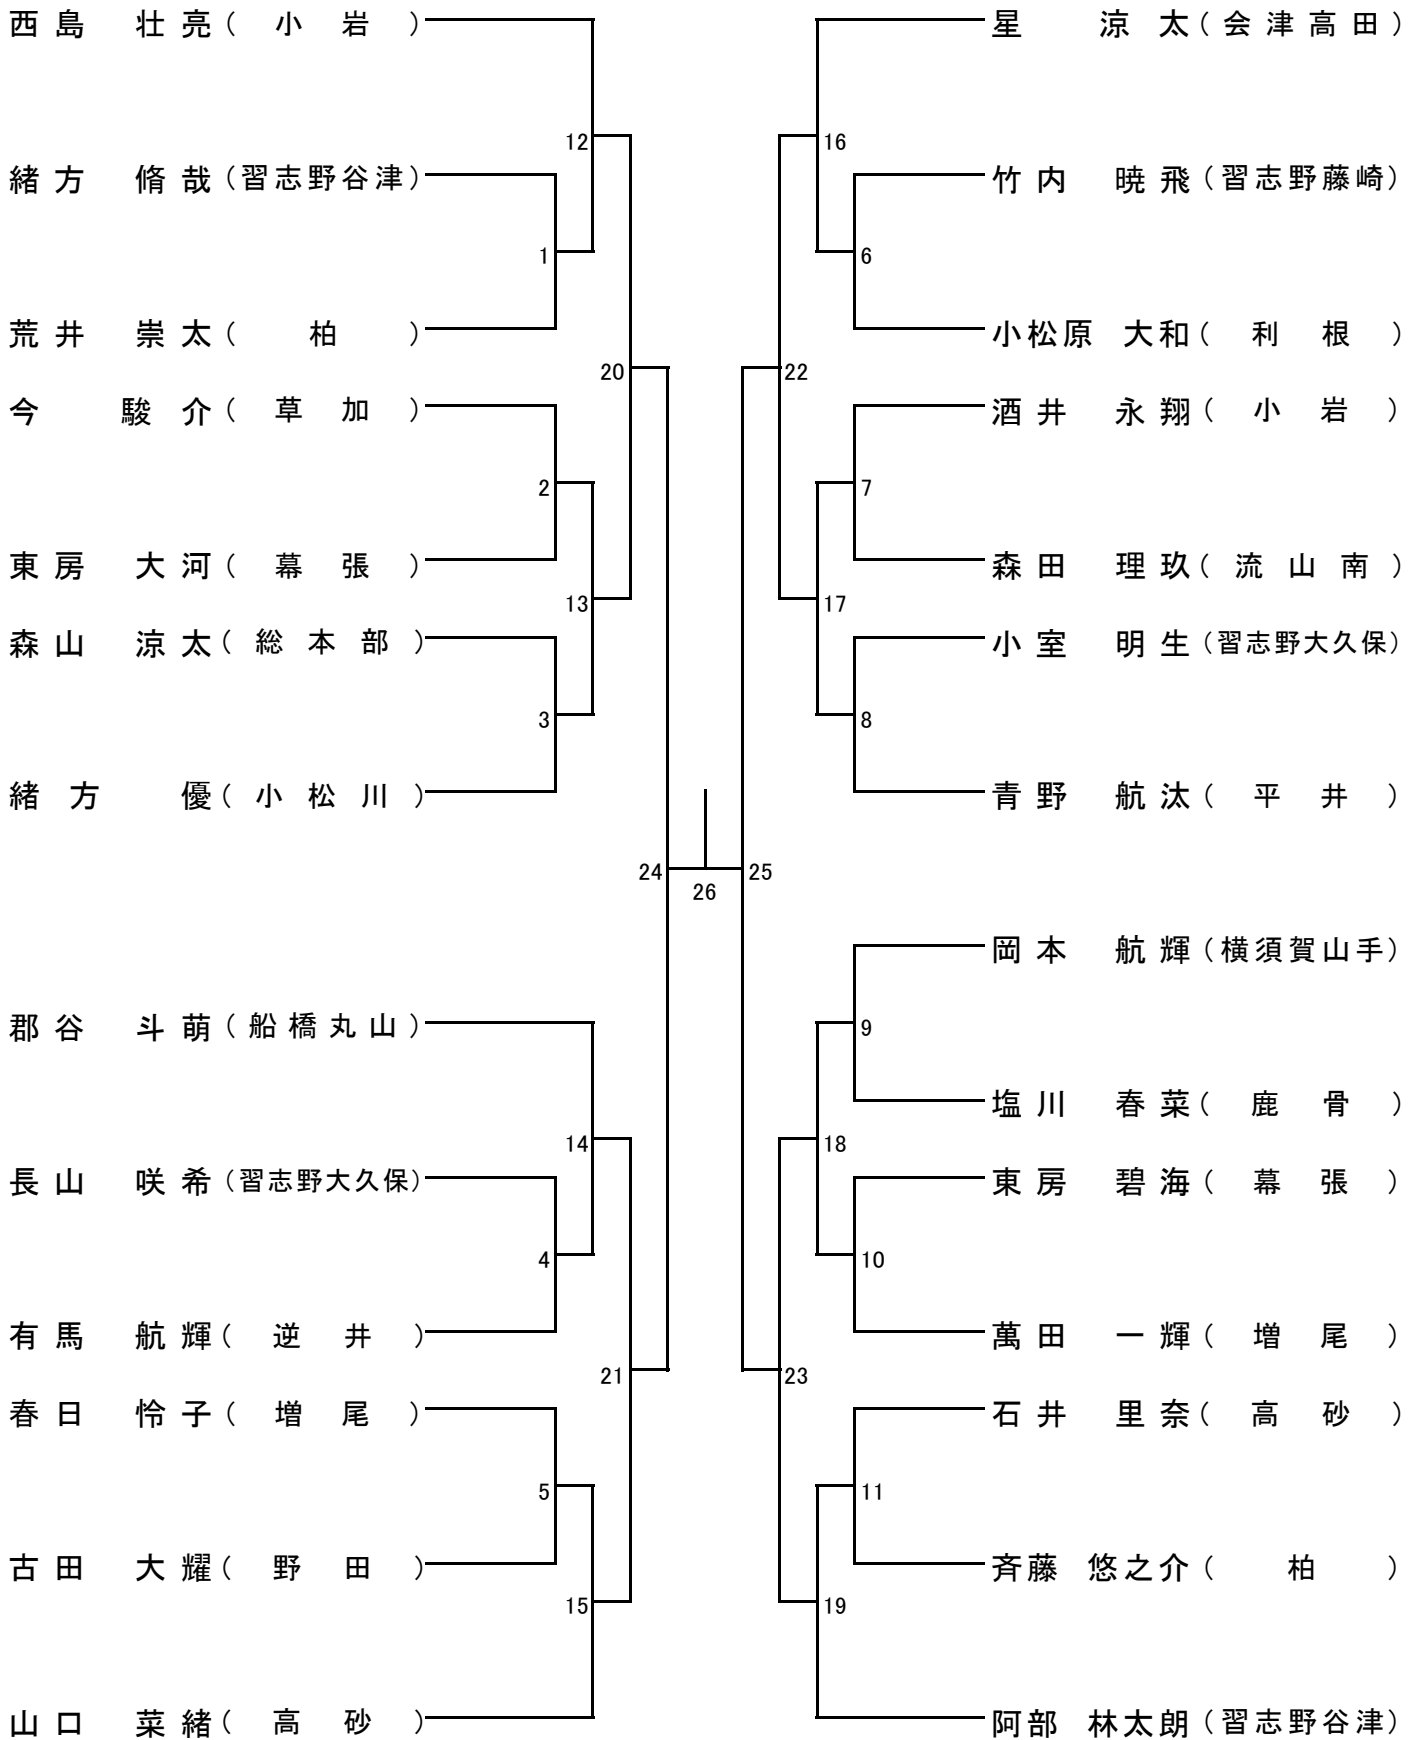 西島 壮亮(小岩)
12
緒方 脩哉(習志野谷津)
1
荒井 崇太(柏)
20
今 駿介(草加)
2
東房 大河(幕張)
13
森山 涼太(総本部)
3
緒方 優(小松川)
24
26
郡谷 斗萌(船橋丸山)
14
長山 咲希(習志野大久保)
4
有馬 航輝(逆井)
21
春日 怜子(増尾)
5
古田 大耀(野田)
15
山口 菜緒(高砂)
星 涼太(会津高田)
16
竹内 暁飛(習志野藤崎)
6
小松原 大和(利根)
22
酒井 永翔(小岩)
7
森田 理玖(流山南)
17
小室 明生(習志野大久保)
8
青野 航汰(平井)
25
岡本 航輝(横須賀山手)
9
塩川 春菜(鹿骨)
18
東房 碧海(幕張)
10
萬田 一輝(増尾)
23
石井 里奈(高砂)
11
斉藤 悠之介(柏)
19
阿部 林太朗(習志野谷津)